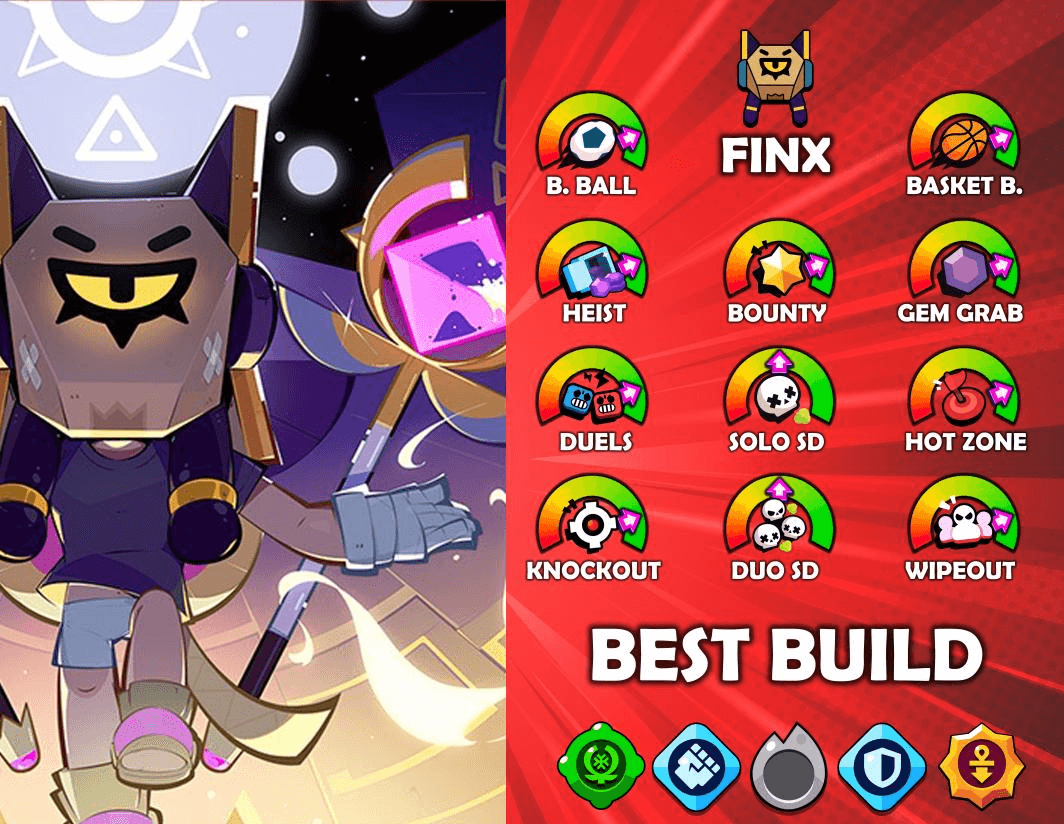 FINX
B. BALL
BASKET B.
HEIST
BOUNTY
GEM GRAB
DUELS
SOLO SD
HOT ZONE
KNOCKOUT
DUO SD
WIPEOUT
BEST BUILD